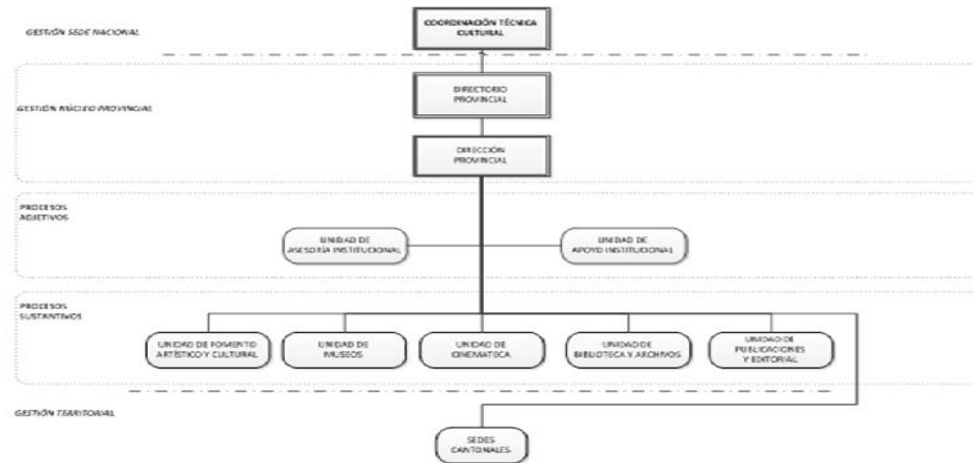 COORDINACIÓN TÉCNICA
CULTURAL
GESTIÓN SEDE NACIONAL
DIRECTORIO
PROVINCIAL
GESTIÓN NÚCLEO PROVINCIAL
DIRECCIÓN
PROVINCIAL
PROCESOS
ADJETIVOS
UNIDAD DE
ASESORÍA INSTITUCIONAL
UNIDAD DE
APOYO INSTITUCIONAL
PROCESOS
SUSTANTIVOS
UNIDAD DE FOMENTO
ARTÍSTICO Y CULTURAL
UNIDAD DE
MUSEOS
UNIDAD DE
CINEMATECA
UNIDAD DE
BIBLIOTECA Y ARCHIVOS
UNIDAD DE
PUBLICACIONES
Y EDITORIAL
GESTIÓN TERRITORIAL
SEDES
CANTONALES